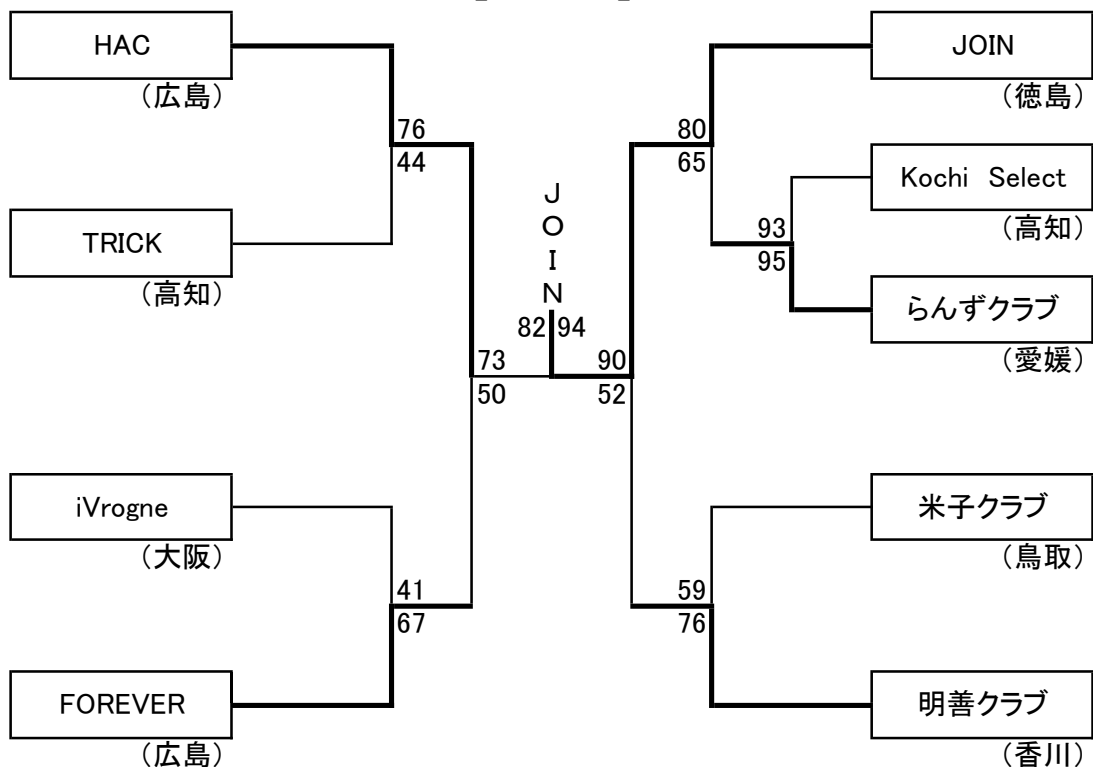 HAC
(広島)
TRICK
(高知)
iVrogne
(大阪)
FOREVER
(広島)
76
44
41
67
73
50
JOIN
82 94
90
52
80
65
93
95
59
76
JOIN
(徳島)
Kochi Select
(高知)
らんずクラブ
(愛媛)
米子クラブ
(鳥取)
明善クラブ
(香川)